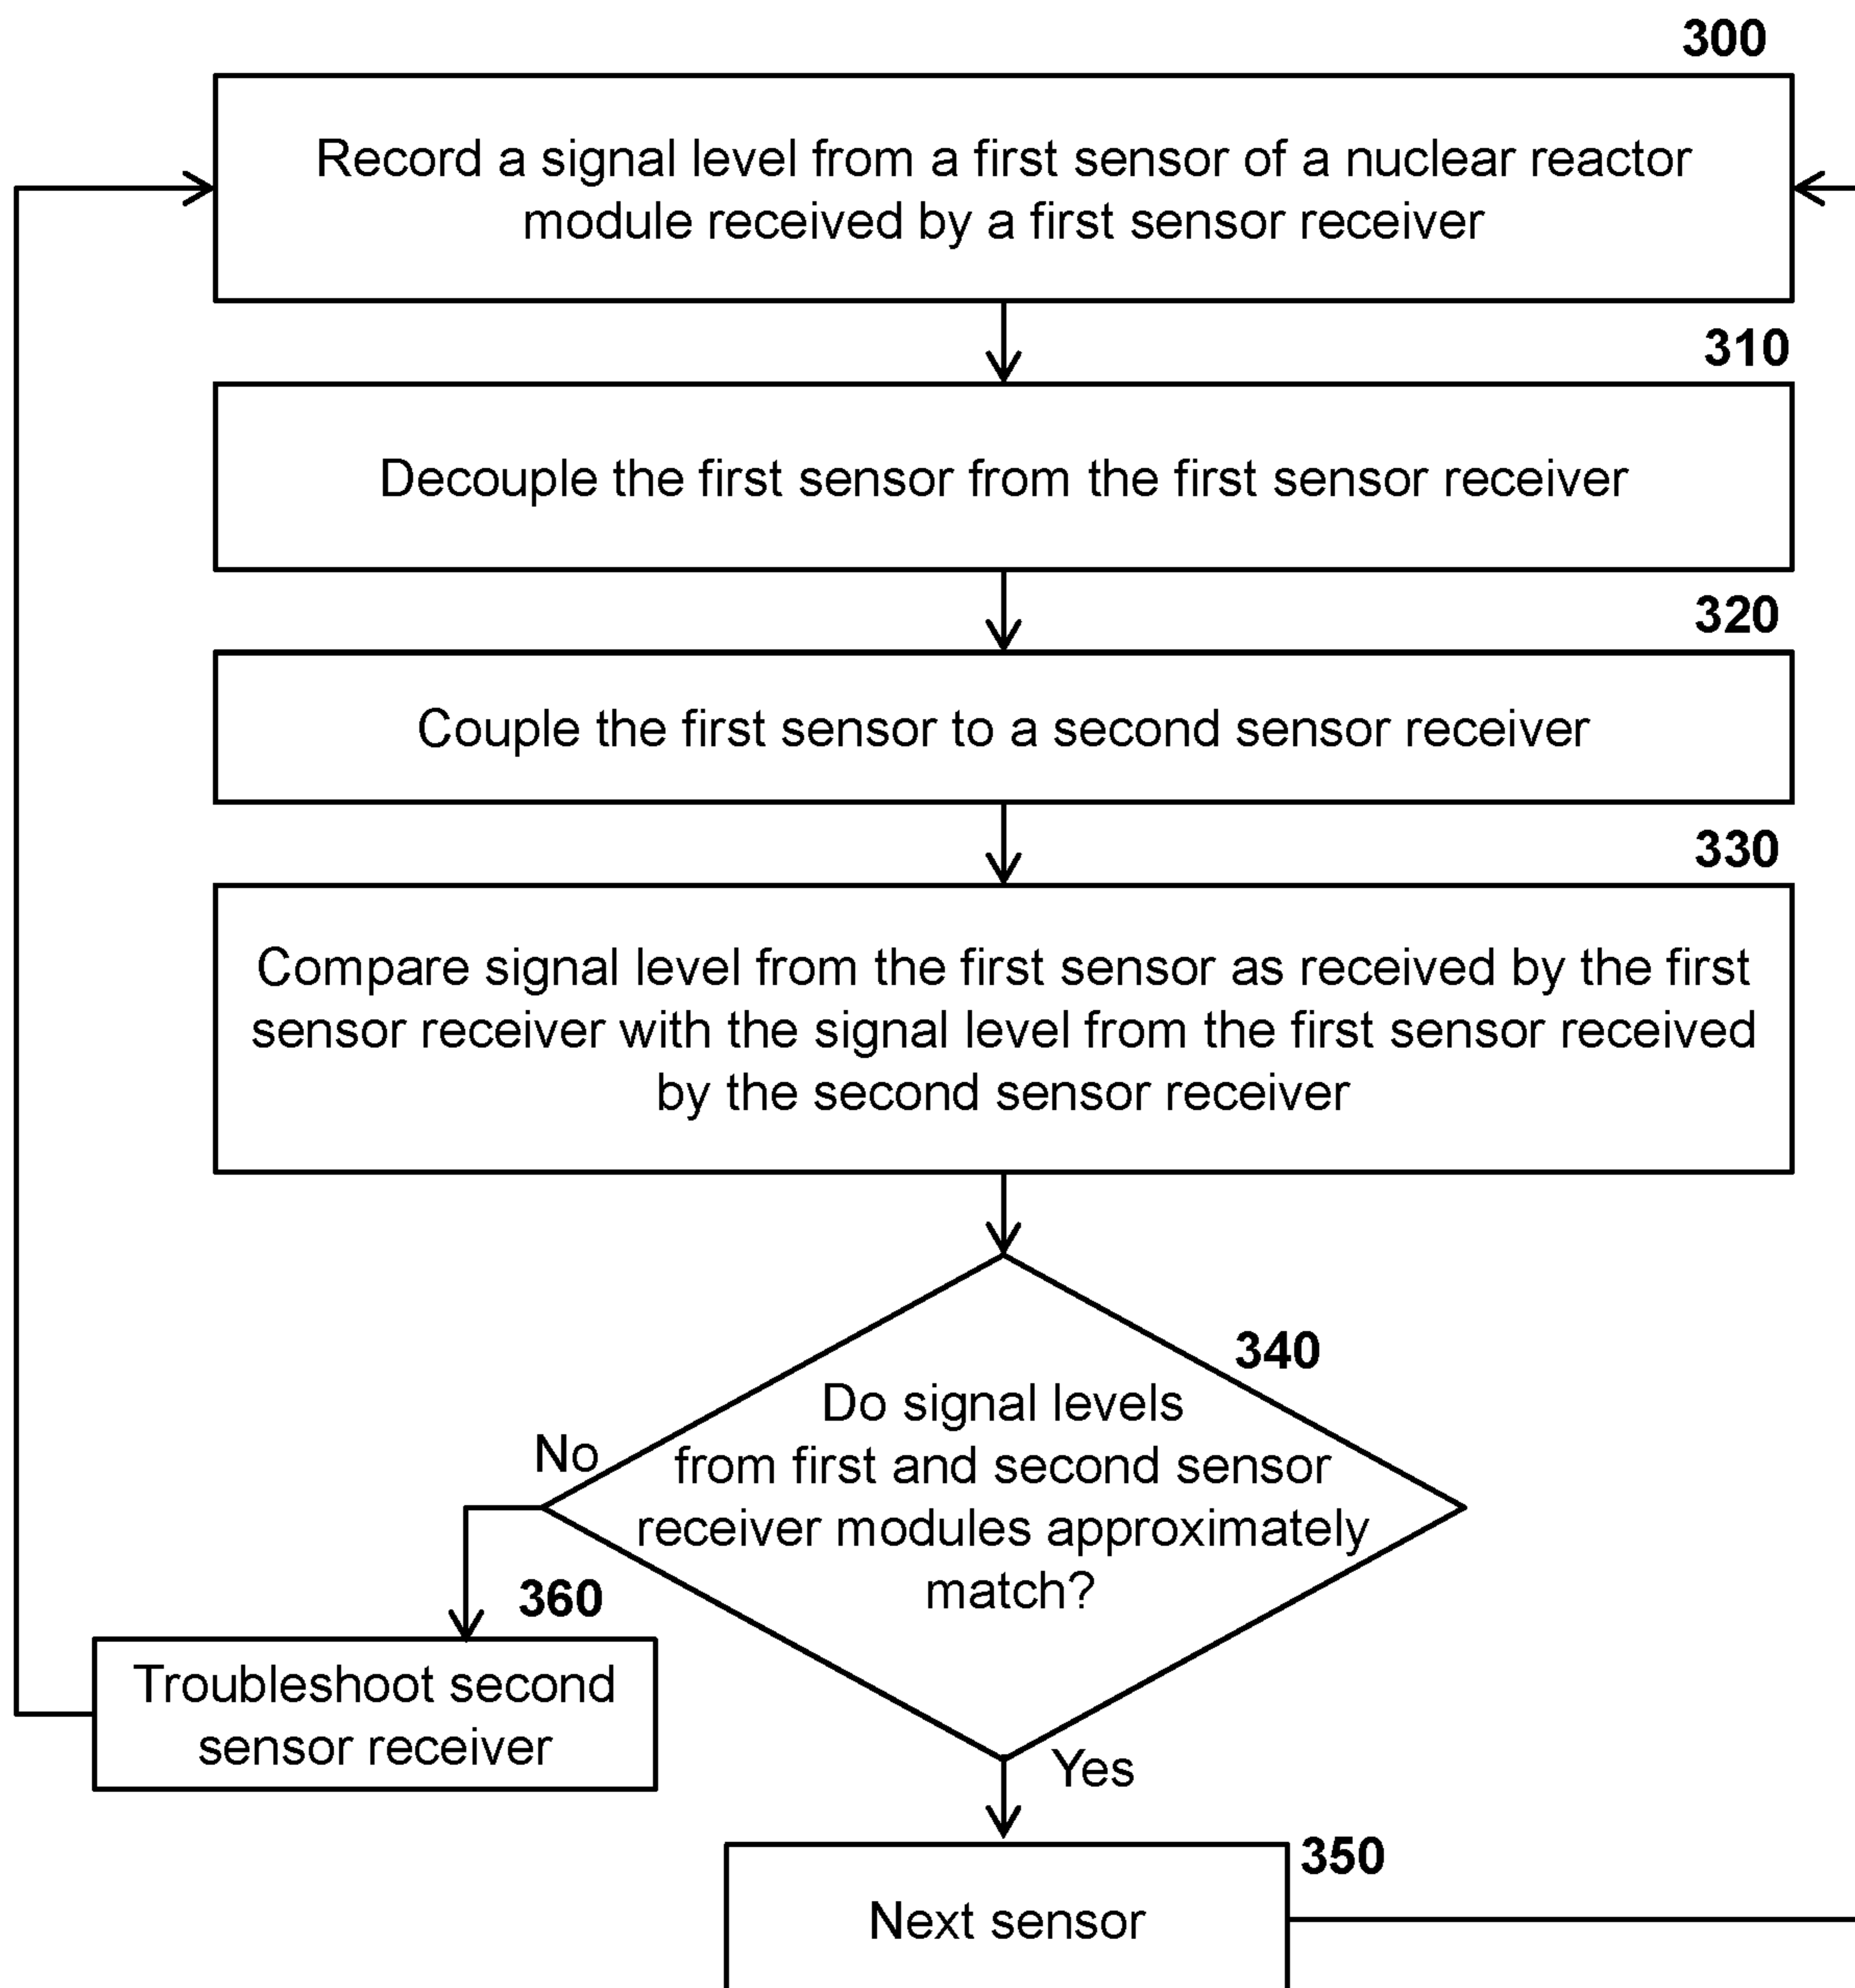 300
Record a signal level from a first sensor of a nuclear reactor
module received by a first sensor receiver
310
Decouple the first sensor from the first sensor receiver
320
Couple the first sensor to a second sensor receiver
330
Compare signal level from the first sensor as received by the first
sensor receiver with the signal level from the first sensor received
by the second sensor receiver
340
Do signal levels
from first and second sensor
receiver modules approximately
match?
No
360
Troubleshoot second
sensor receiver
Yes
350
Next sensor